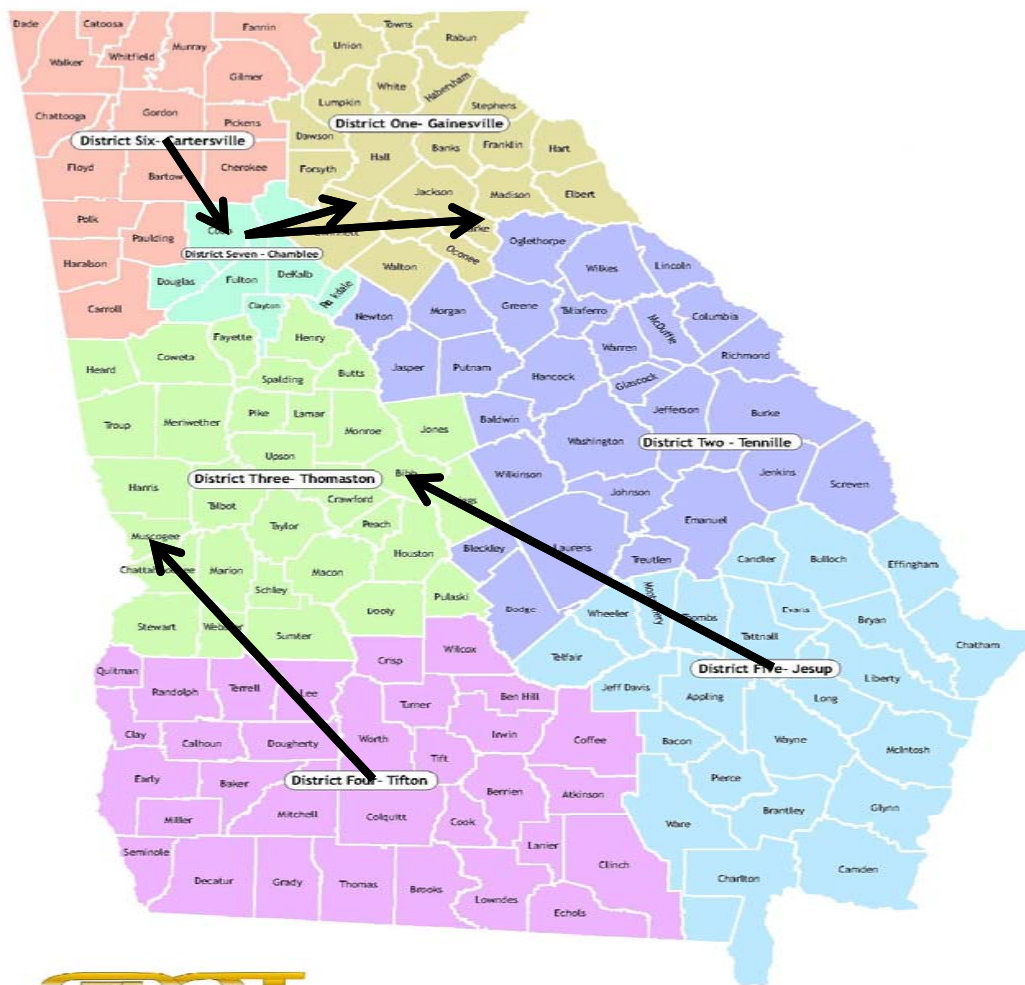 Dade
Catoosa
Fannin
Towns
Rabun
Murray
Union
Whitfield
Walker
Gilmer
White
Habersham
Lumpkin
Stephens
Chattooga
Gordon
Pickens
District One- Gainesville
District Six- Cartersville
Dawson
Hall
Banks
Franklin
Hart
Floyd
Bartow
Cherokee
Forsyth
Jackson
Madison
Elbert
Polk
Paulding
Oglethorpe
Oconee
District Seven - Chamblee
Haralson
Walton
Wilkes
Lincoln
Douglas
Fulton
DeKalb
Carroll
Clayton
Newton
Morgan
Greene
Taliaferro
McDuffie
Columbia
Fayette
Henry
Warren
Richmond
Heard
Coweta
Spalding
Butts
Jasper
Putnam
Hancock
Glascock
Troup
Meriwether
Pike
Lamar
Monroe
Jones
Baldwin
Jefferson
Burke
Washington
District Two - Tennille
Upson
Bibb
Wilkinson
Jenkins
Screven
District Three- Thomaston
Harris
Talbot
Crawford
Johnson
Taylor
Peach
Emanuel
Muscogee
Houston
Bleckley
Laurens
Treutlen
Candler
Bulloch
Effingham
Marion
Macon
Schley
Dooly
Pulaski
Dodge
Wheeler
Montgomery
Evans
Bryan
Stewart
Sumter
Tattnall
Chatham
Quitman
Crisp
Wilcox
Telfair
District Five- Jesup
Liberty
Randolph
Terrell
Lee
Turner
Ben Hill
Jeff Davis
Appling
Long
Clay
Calhoun
Dougherty
Worth
Irwin
Coffee
Bacon
Wayne
McIntosh
Tift
Early
Baker
District Four- Tifton
Berrien
Atkinson
Pierce
Miller
Mitchell
Colquitt
Cook
Ware
Brantley
Glynn
Seminole
Lanier
Clinch
Decatur
Grady
Thomas
Brooks
Lowndes
Echols
Charlton
Camden